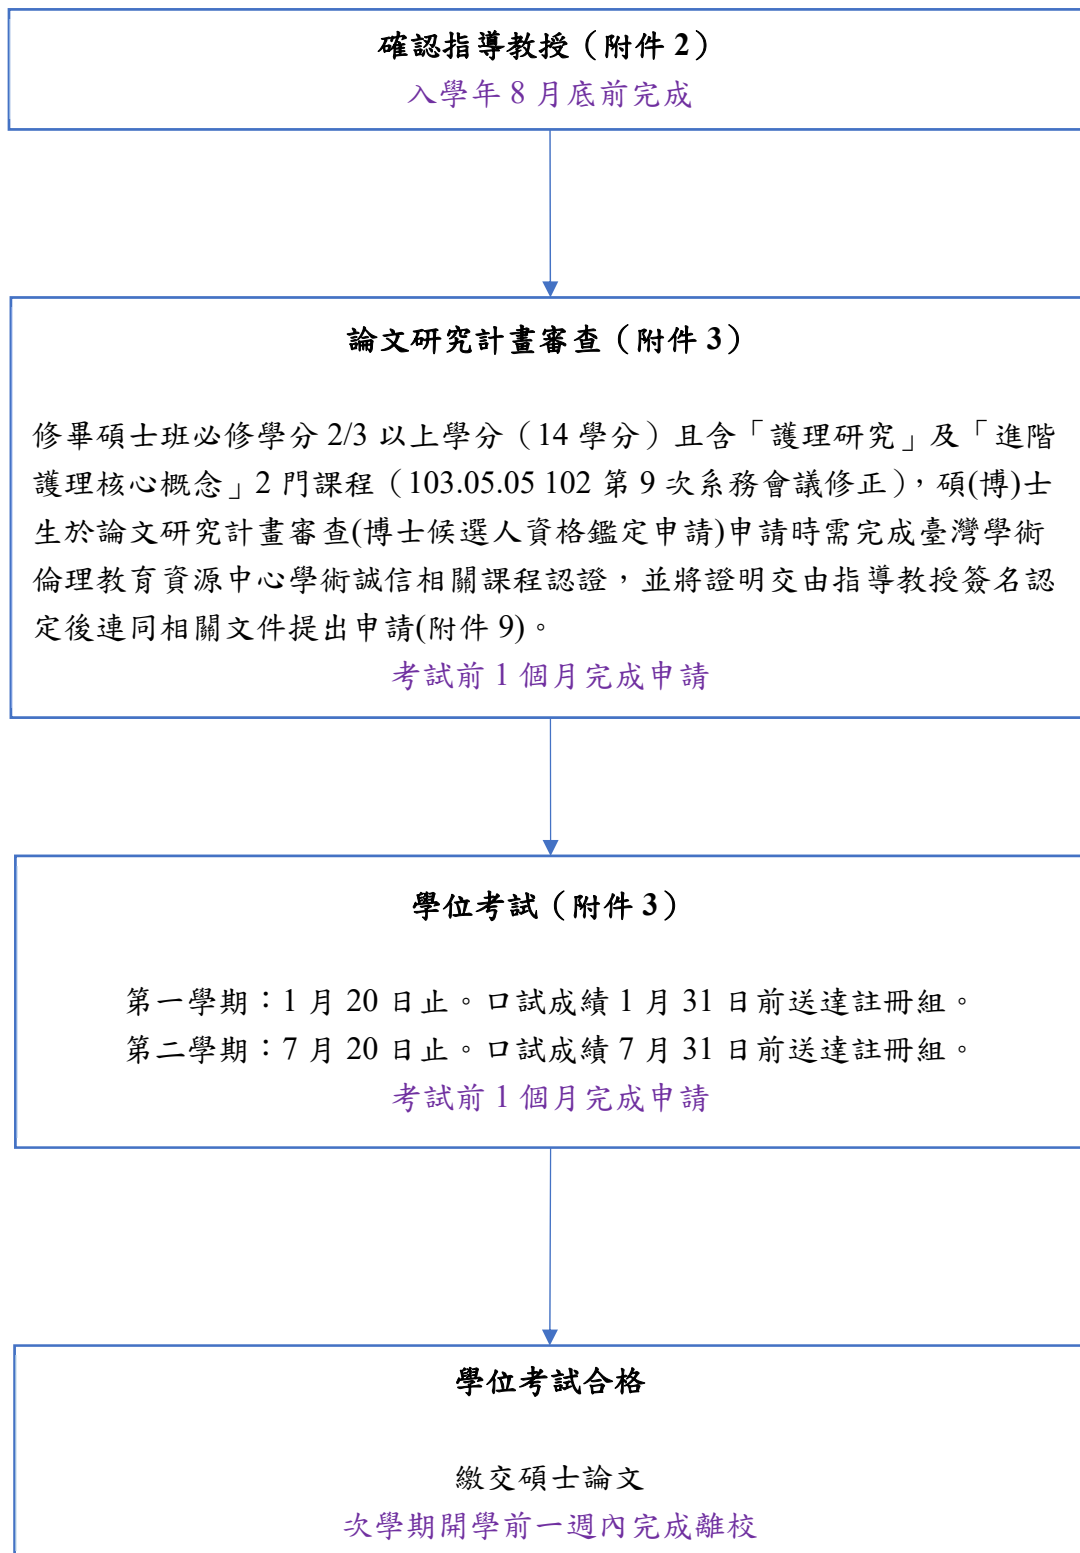 確認指導教授（附件 2）
入學年 8 月底前完成
論文研究計畫審查（附件 3）
修畢碩士班必修學分 2/3 以上學分（14 學分）且含「護理研究」及「進階
護理核心概念」2 門課程（103.05.05 102 第 9 次系務會議修正），碩(博)士
生於論文研究計畫審查(博士候選人資格鑑定申請)申請時需完成臺灣學術
倫理教育資源中心學術誠信相關課程認證，並將證明交由指導教授簽名認
定後連同相關文件提出申請(附件 9)。
考試前 1 個月完成申請
學位考試（附件 3）
第一學期：1 月 20 日止。口試成績 1 月 31 日前送達註冊組。
第二學期：7 月 20 日止。口試成績 7 月 31 日前送達註冊組。
考試前 1 個月完成申請
學位考試合格
繳交碩士論文
次學期開學前一週內完成離校